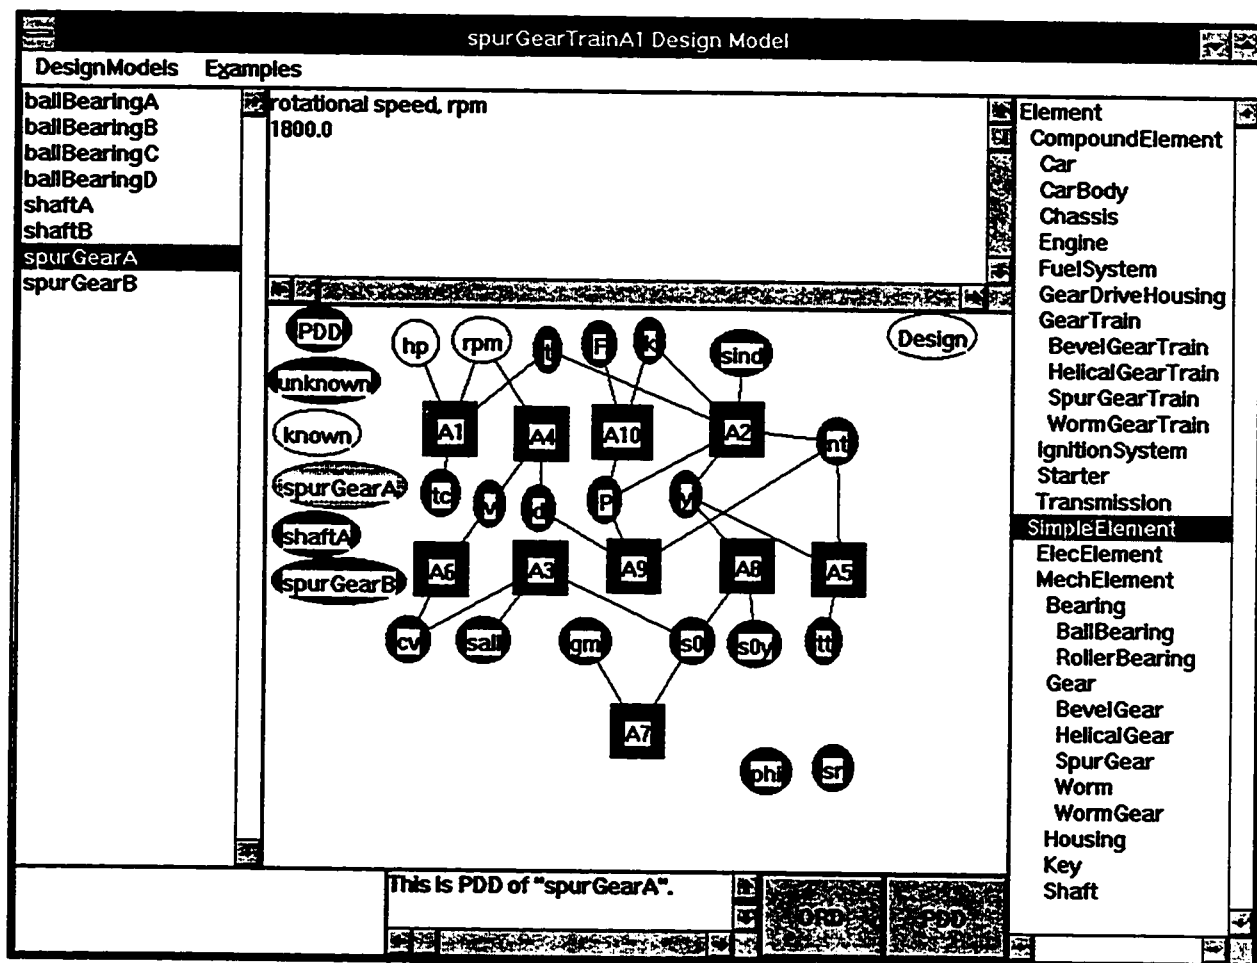 spurGearTrainA1 Design Model
DesignModels Examples
ballBearingA
ballBearingB
ballBearingC
ballBearingD
shaftA
shaftB
spurGearA
spurGearB
rotational speed, rpm
1800.0
Element
CompoundElement
Car
CarBody
Chassis
Engine
FuelSystem
GearDriveHousing
GearTrain
BevelGearTrain
HelicalGearTrain
SpurGearTrain
WormGearTrain
IgnitionSystem
Starter
Transmission
SimpleElement
ElecElement
MechElement
Bearing
BallBearing
RollerBearing
Gear
BevelGear
HelicalGear
SpurGear
Worm
WormGear
Housing
Key
Shaft
PDD
unknown
known
spurGearA
shaftA
spurGearB
hp rpm t F k sind Design
A1 A4 A10 A2 nt
tc v d P y
A6 A3 A9 A8 A5
cv sall gm s0 s0y tt
A7
phi sn
This is PDD of "spurGearA".
ORD PDD